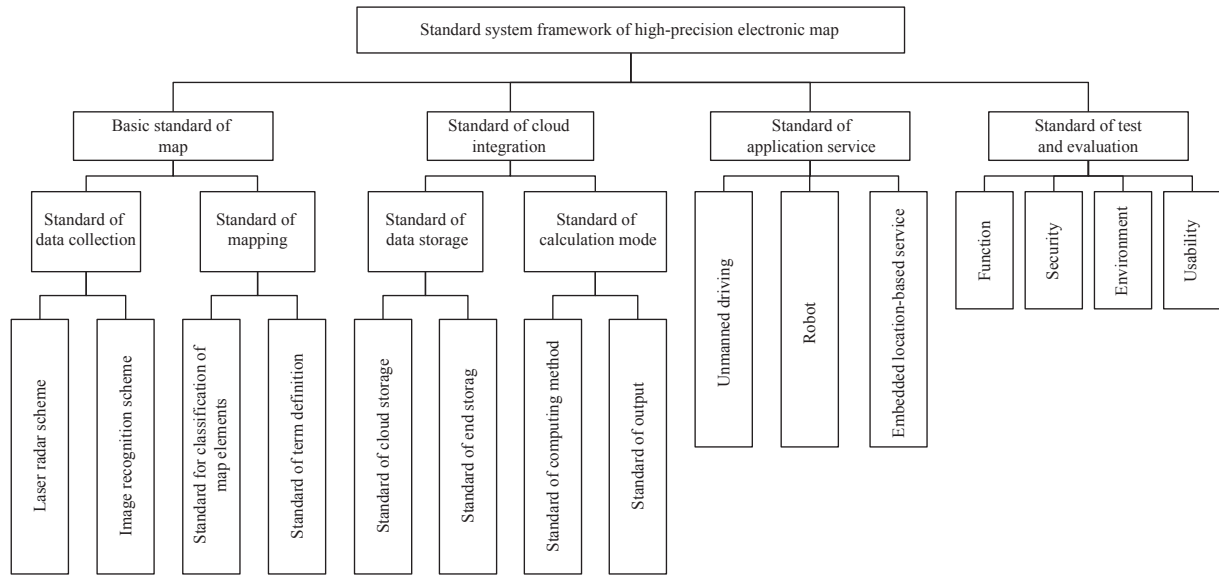 Standard system framework of high-precision electronic map
Basic standard of
map
Standard of cloud
integration
Standard of
application service
Standard of test
and evaluation
Standard of
data collection
Standard of
mapping
Standard of
data storage
Standard of
calculation mode
Laser radar scheme
Image recognition scheme
Standard for classification of
map elements
Standard of term definition
Standard of cloud storage
Standard of end storag
Standard of computing method
Standard of output
Unmanned driving
Robot
Embedded location-based service
Function
Security
Environment
Usability